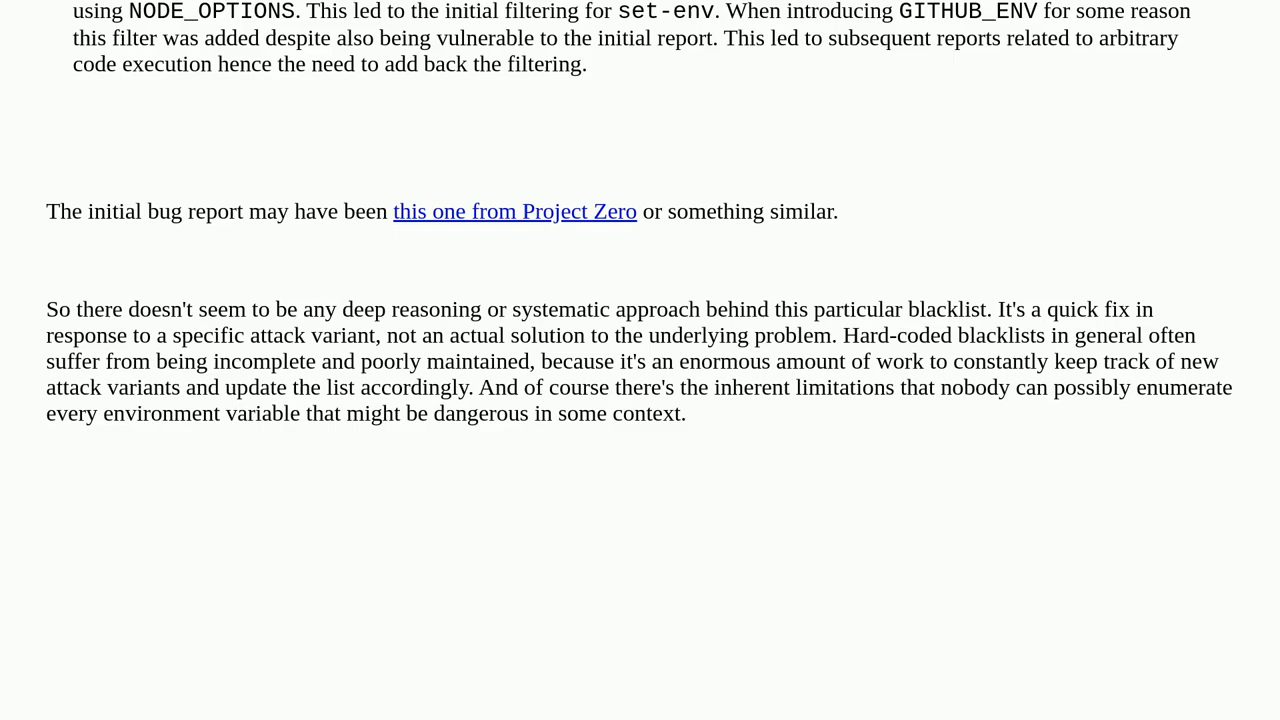 using NODE_OPTIONS. This led to the initial filtering for set-env. When introducing GITHUB_ENV for some reason
this filter was added despite also being vulnerable to the initial report. This led to subsequent reports related to arbitrary
code execution hence the need to add back the filtering.
The initial bug report may have been this one from Project Zero or something similar.
So there doesn't seem to be any deep reasoning or systematic approach behind this particular blacklist. It's a quick fix in
response to a specific attack variant, not an actual solution to the underlying problem. Hard-coded blacklists in general often
suffer from being incomplete and poorly maintained, because it's an enormous amount of work to constantly keep track of new
attack variants and update the list accordingly. And of course there's the inherent limitations that nobody can possibly enumerate
every environment variable that might be dangerous in some context.